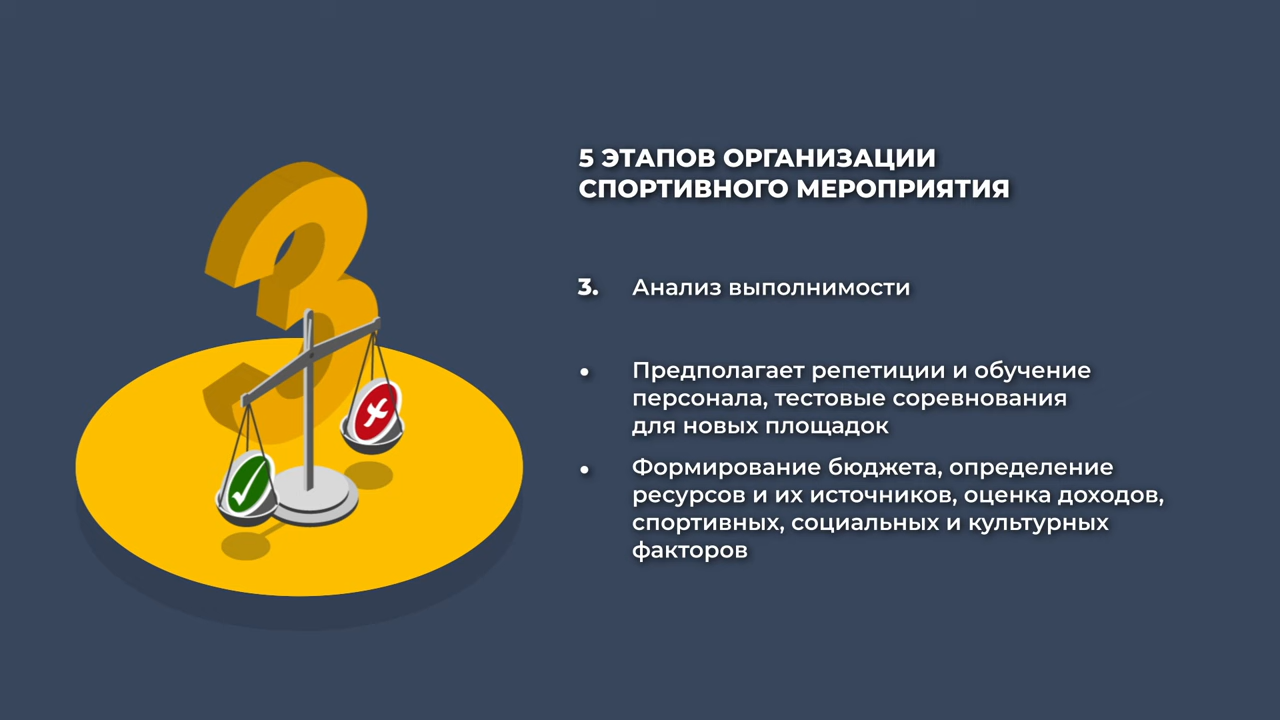 5 ЭТАПОВ ОРГАНИЗАЦИИ
СПОРТИВНОГО МЕРОПРИЯТИЯ
3
3. Анализ выполнимости
• Предполагает репетиции и обучение
персонала, тестовые соревнования
для новых площадок
• Формирование бюджета, определение
ресурсов и их источников, оценка доходов,
спортивных, социальных и культурных
факторов